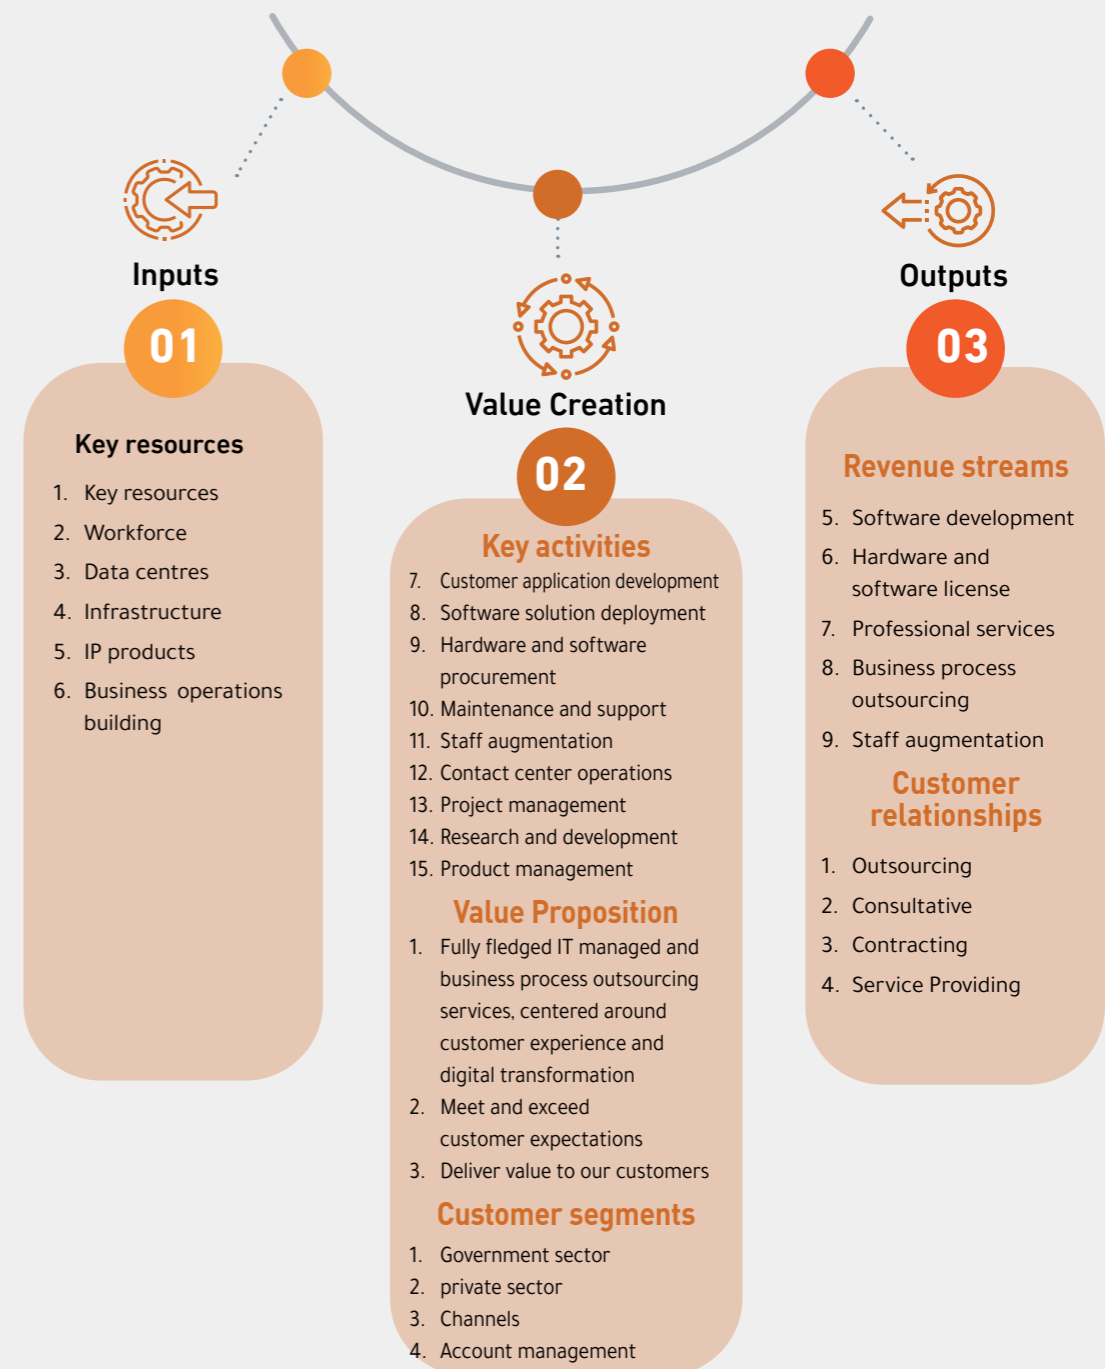 Inputs
01
Key resources
1. Key resources
2. Workforce
3. Data centres
4. Infrastructure
5. IP products
6. Business operations
building
Value Creation
02
Key activities
7. Customer application development
8. Software solution deployment
9. Hardware and software
procurement
10. Maintenance and support
11. Staff augmentation
12. Contact center operations
13. Project management
14. Research and development
15. Product management
Value Proposition
1. Fully fledged IT managed and
business process outsourcing
services, centered around
customer experience and
digital transformation
2. Meet and exceed
customer expectations
3. Deliver value to our customers
Customer segments
1. Government sector
2. private sector
3. Channels
4. Account management
Outputs
03
Revenue streams
5. Software development
6. Hardware and
software license
7. Professional services
8. Business process
outsourcing
9. Staff augmentation
Customer
relationships
1. Outsourcing
2. Consultative
3. Contracting
4. Service Providing